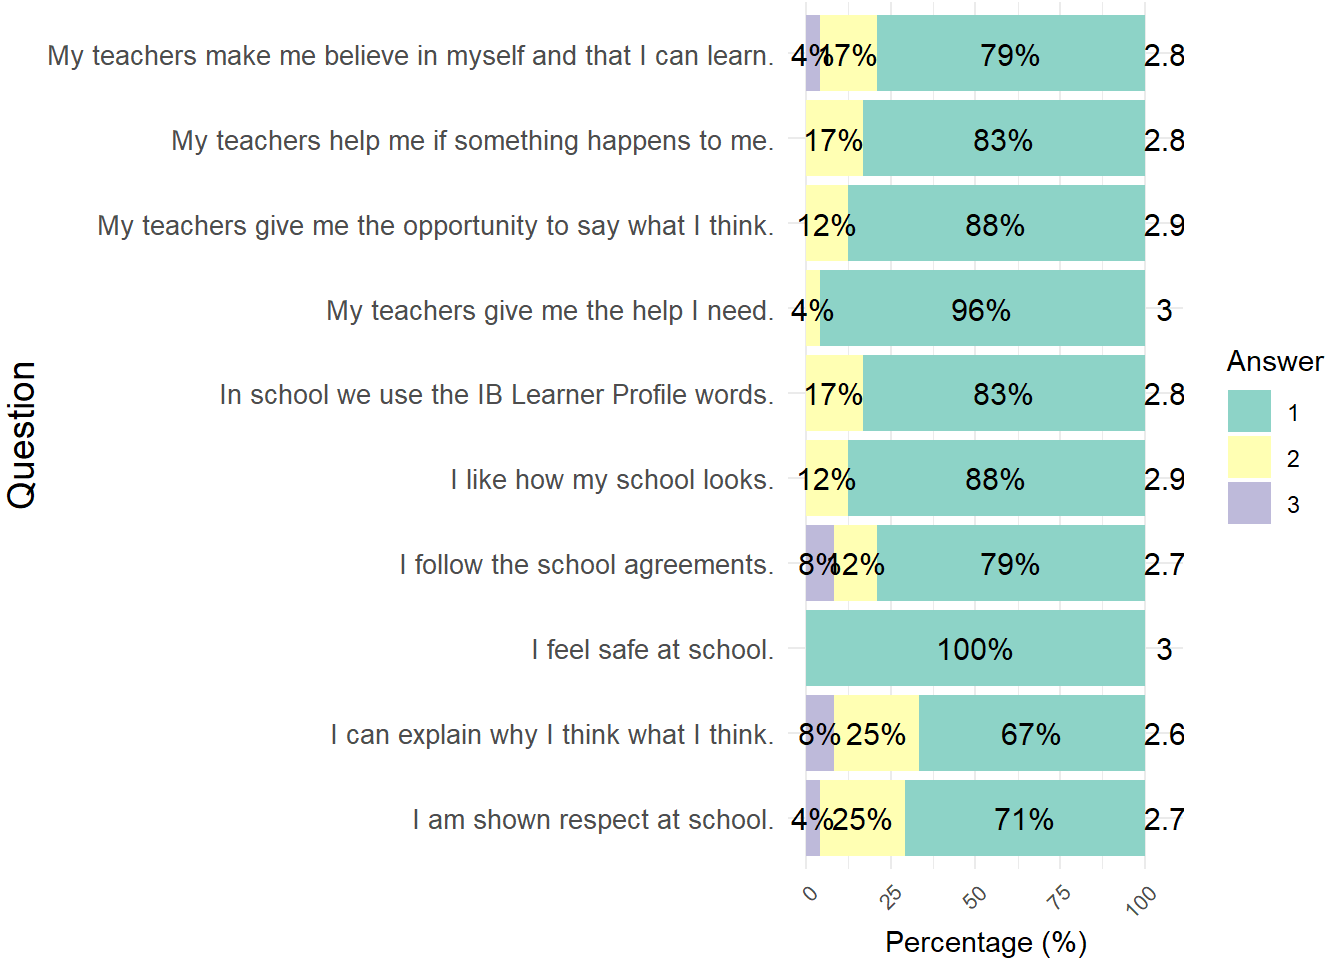 My teachers make me believe in myself and that I can learn. 4% 17% 79% 2.8
My teachers help me if something happens to me. 17% 83% 2.8
My teachers give me the opportunity to say what I think. 12% 88% 2.9
My teachers give me the help I need. 4% 96% 3
In school we use the IB Learner Profile words. 17% 83% 2.8
I like how my school looks. 12% 88% 2.9
I follow the school agreements. 8% 12% 79% 2.7
I feel safe at school. 100% 3
I can explain why I think what I think. 8% 25% 67% 2.6
I am shown respect at school. 4% 25% 71% 2.7
0 25 50 75 100
Percentage (%)
Question
Answer
1
2
3